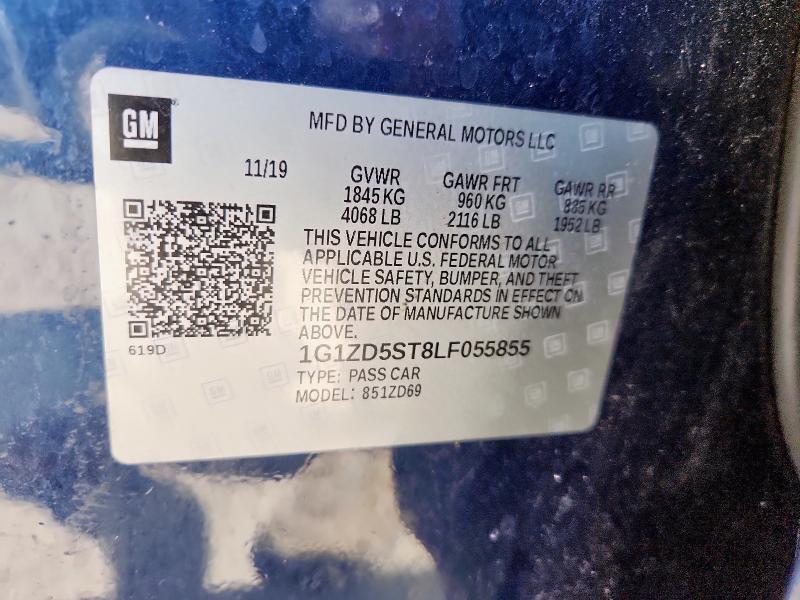 GM
MFD BY GENERAL MOTORS LLC
11/19
GVWR GAWR FRT GAWR RR
1845 KG 960 KG 885 KG
4068 LB 2116 LB 1952 LB
THIS VEHICLE CONFORMS TO ALL
APPLICABLE U.S. FEDERAL MOTOR
VEHICLE SAFETY, BUMPER, AND THEFT
PREVENTION STANDARDS IN EFFECT ON
THE DATE OF MANUFACTURE SHOWN
ABOVE.
619D
1G1ZD5ST8LF055855
TYPE: PASS CAR
MODEL: 851ZD69